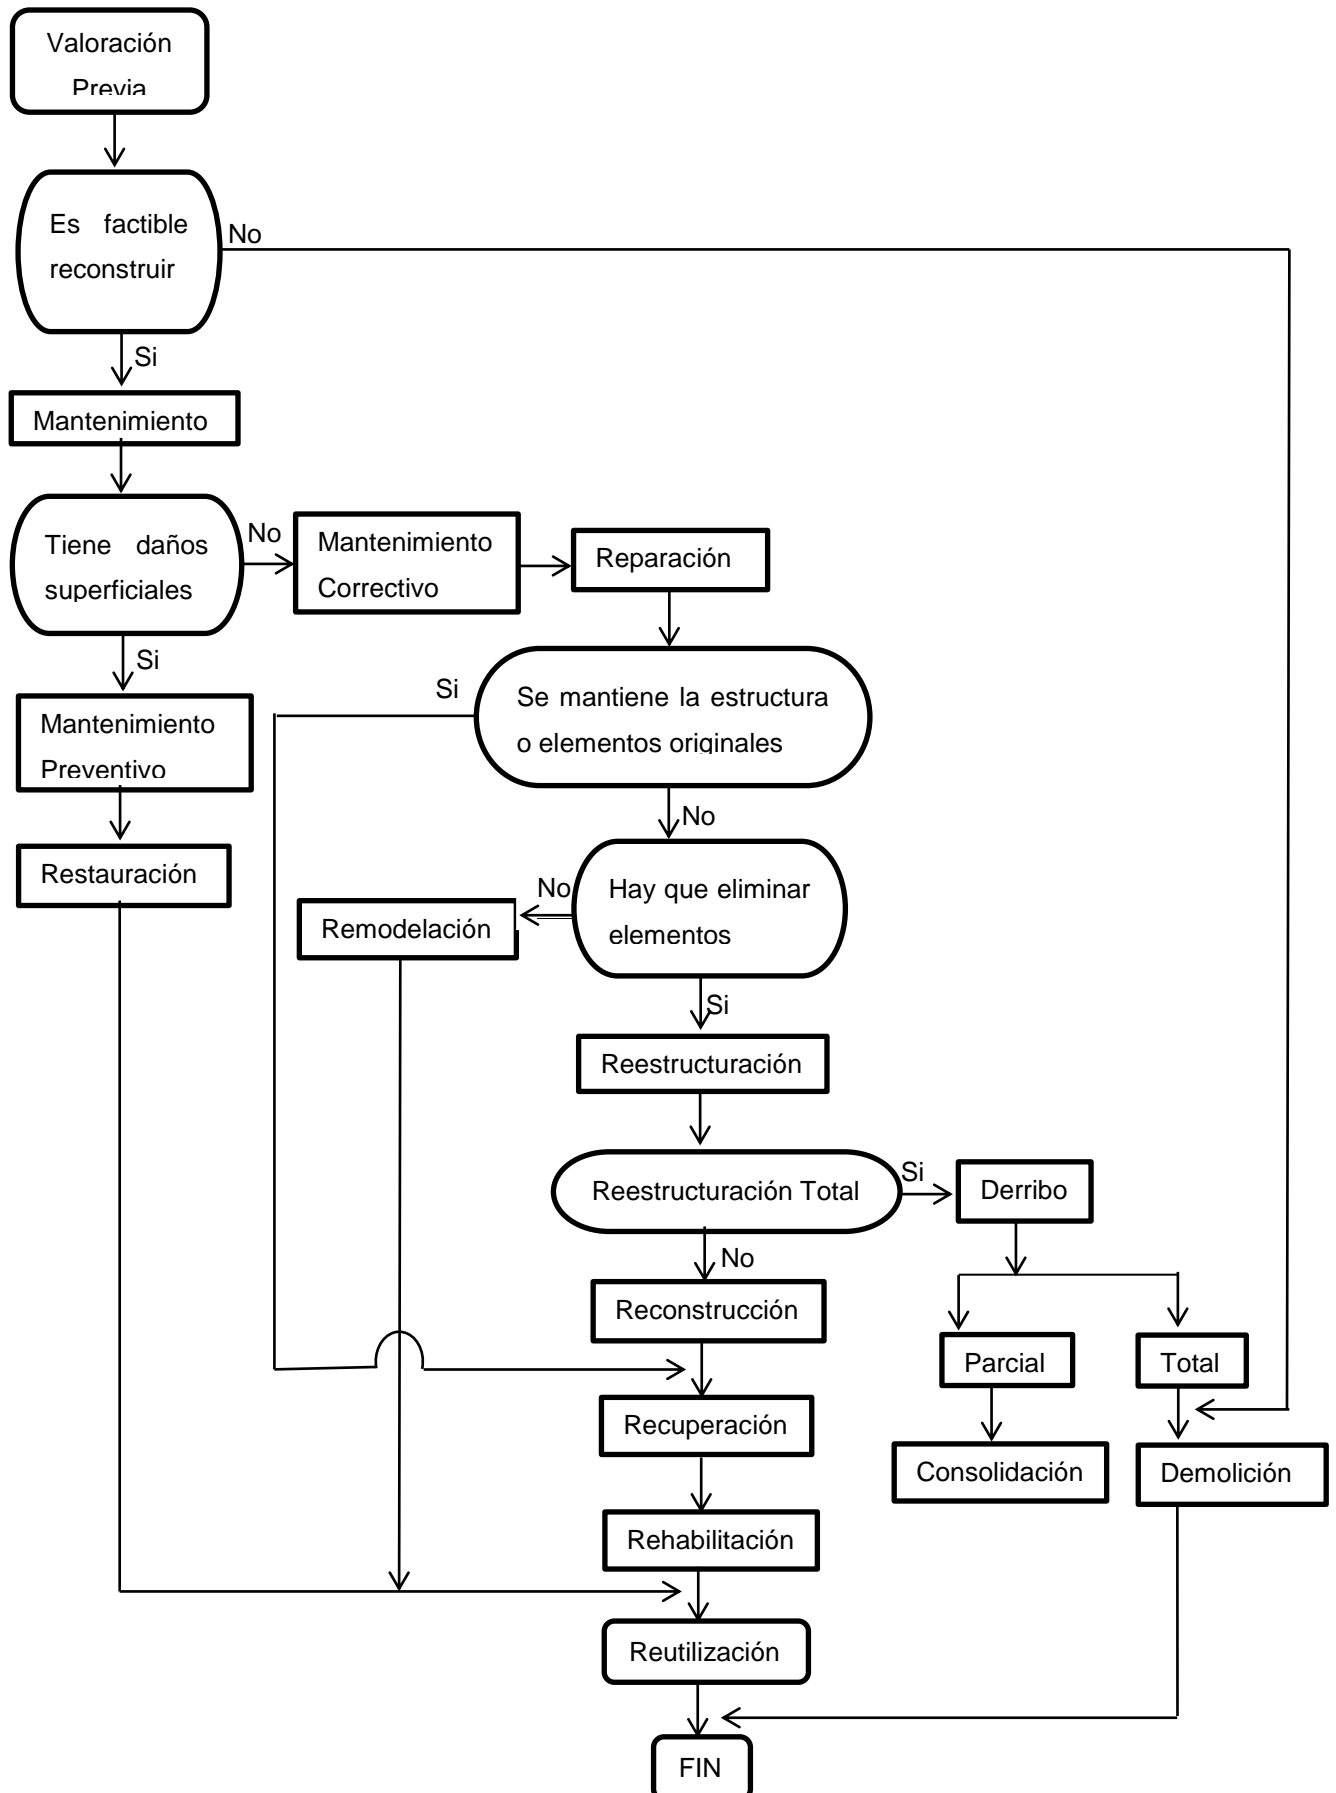 Valoración
Previa
Es factible
reconstruir
No
Si
Mantenimiento
Tiene daños
superficiales
No
Mantenimiento
Correctivo
Reparación
Si
Mantenimiento
Preventivo
Restauración
Si
Se mantiene la estructura
o elementos originales
No
Hay que eliminar
elementos
No
Remodelación
Si
Reestructuración
Reestructuración Total
Si
Derribo
No
Reconstrucción
Parcial
Total
Recuperación
Consolidación
Demolición
Rehabilitación
Reutilización
FIN